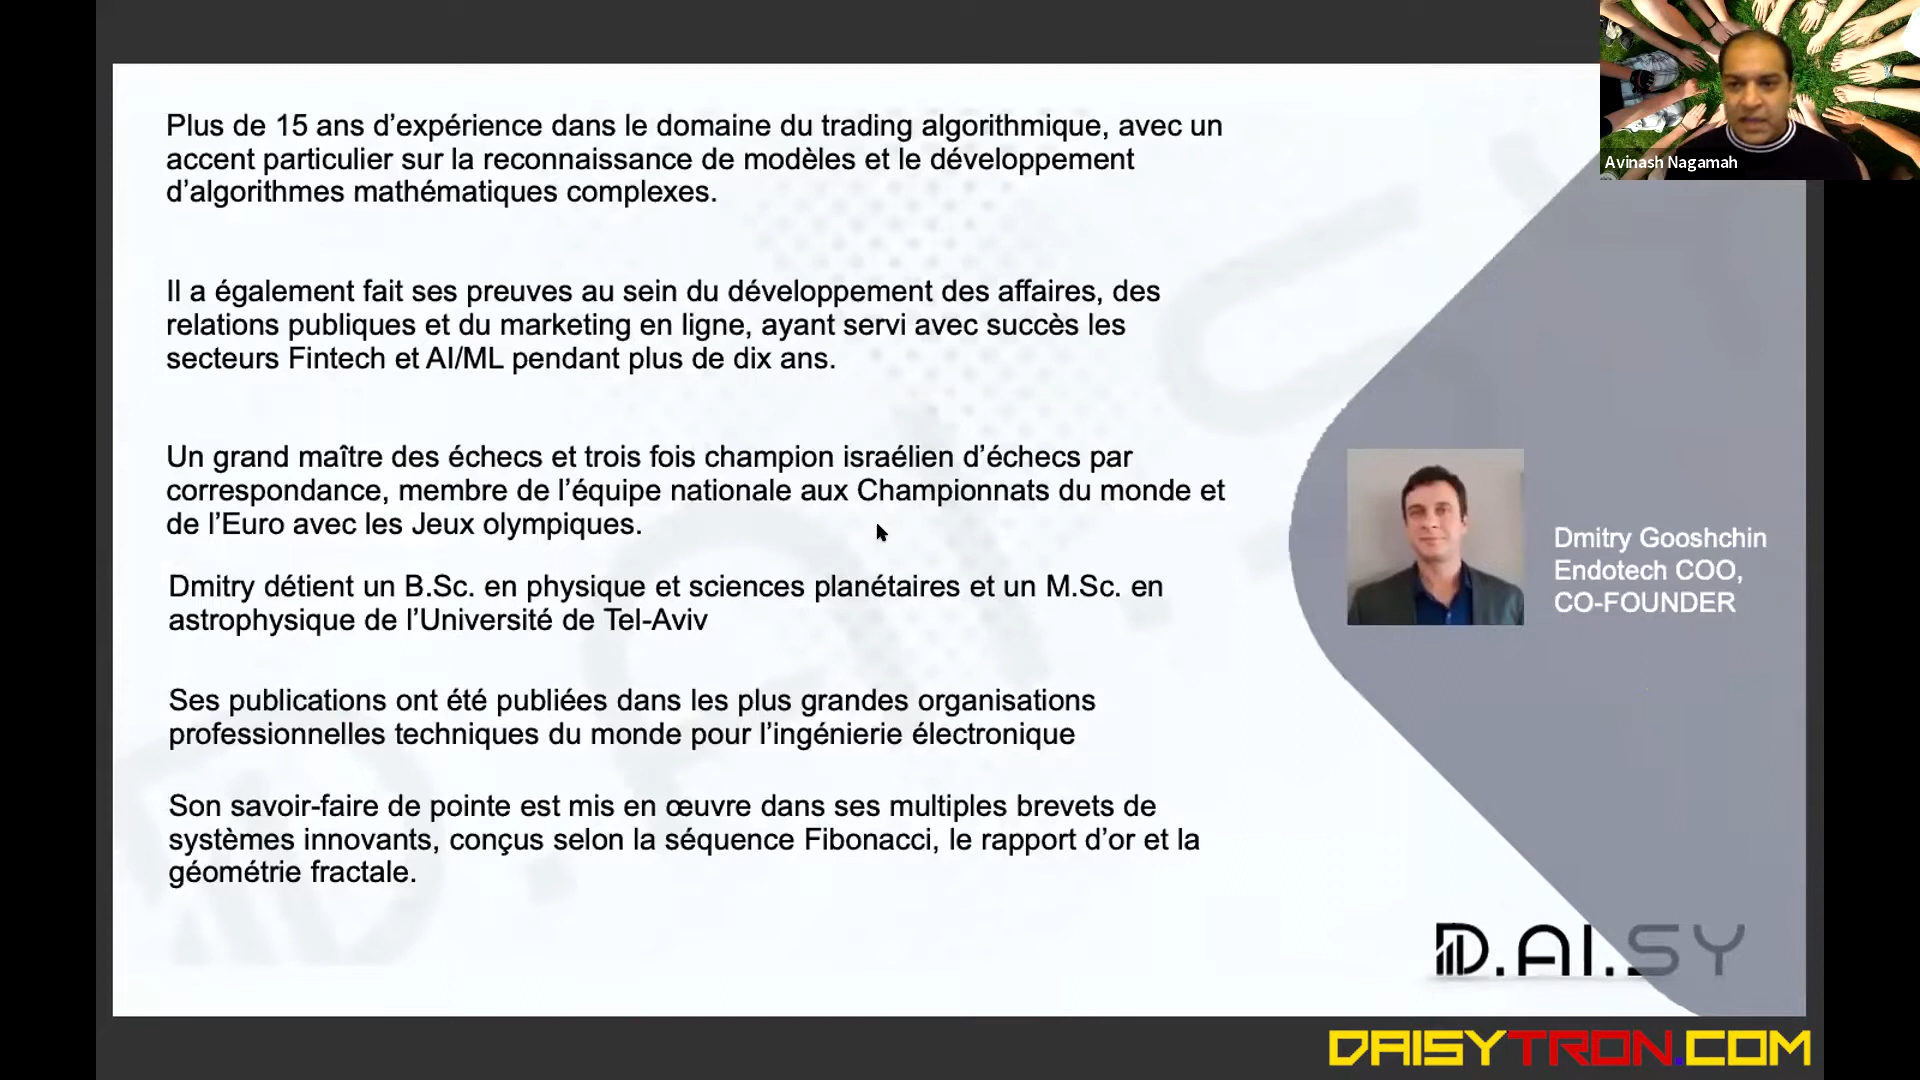 Plus de 15 ans d’expérience dans le domaine du trading algorithmique, avec un
accent particulier sur la reconnaissance de modèles et le développement
d’algorithmes mathématiques complexes.
Il a également fait ses preuves au sein du développement des affaires, des
relations publiques et du marketing en ligne, ayant servi avec succès les
secteurs Fintech et AI/ML pendant plus de dix ans.
Un grand maître des échecs et trois fois champion israélien d’échecs par
correspondance, membre de l’équipe nationale aux Championnats du monde et
de l’Euro avec les Jeux olympiques.
Dmitry détient un B.Sc. en physique et sciences planétaires et un M.Sc. en
astrophysique de l’Université de Tel-Aviv
Ses publications ont été publiées dans les plus grandes organisations
professionnelles techniques du monde pour l’ingénierie électronique
Son savoir-faire de pointe est mis en œuvre dans ses multiples brevets de
systèmes innovants, conçus selon la séquence Fibonacci, le rapport d’or et la
géométrie fractale.
Avinash Nagamah
Dmitry Gooshchin
Endotech COO,
CO-FOUNDER
D.AI.SY
DAISYTRON.COM